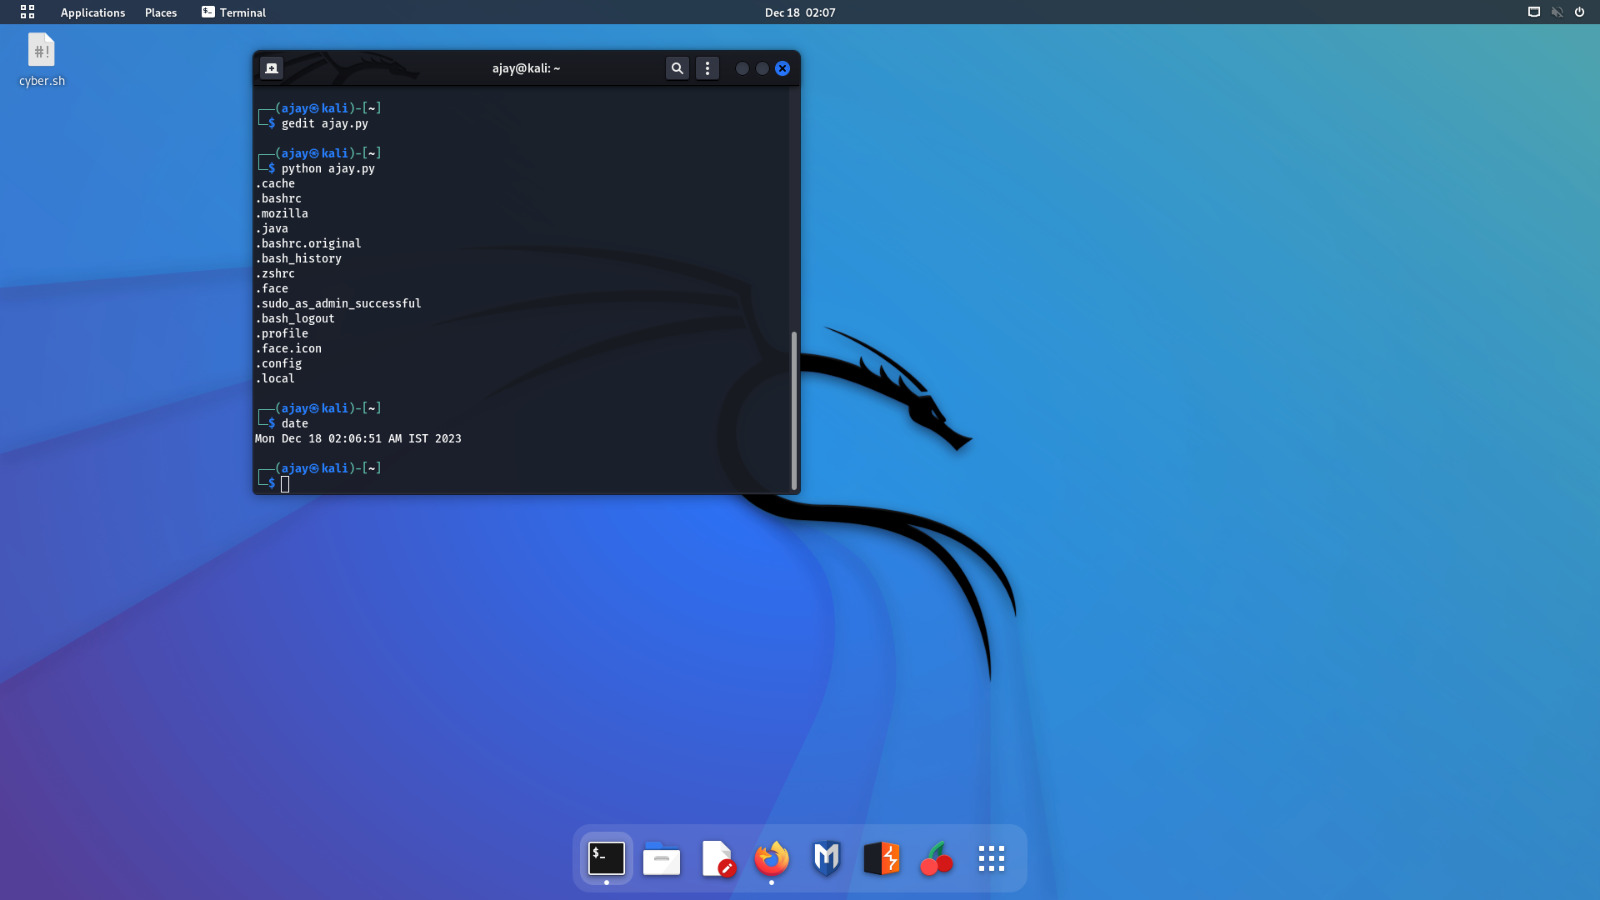 Applications Places Terminal Dec 18 02:07
cyber.sh
ajay@kali: ~
┌──(ajay㉿kali)-[~]
└─$ gedit ajay.py
┌──(ajay㉿kali)-[~]
└─$ python ajay.py
.cache
.bashrc
.mozilla
.java
.bashrc.original
.bash_history
.zshrc
.face
.sudo_as_admin_successful
.bash_logout
.profile
.face.icon
.config
.local
┌──(ajay㉿kali)-[~]
└─$ date
Mon Dec 18 02:06:51 AM IST 2023
┌──(ajay㉿kali)-[~]
└─$